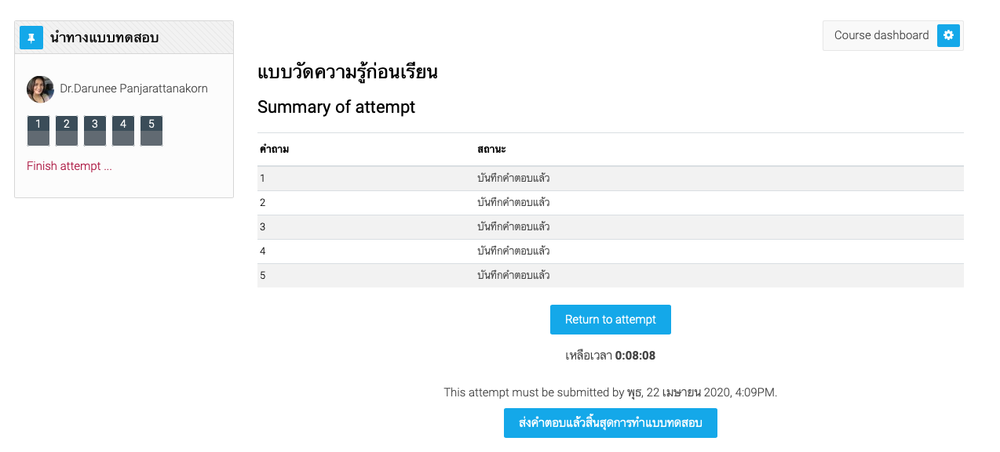 นำทางแบบทดสอบ
Dr.Darunee Panjarattanakorn
1 2 3 4 5
Finish attempt ...
Course dashboard
แบบวัดความรู้ก่อนเรียน
Summary of attempt
คำถาม สถานะ
1 บันทึกคำตอบแล้ว
2 บันทึกคำตอบแล้ว
3 บันทึกคำตอบแล้ว
4 บันทึกคำตอบแล้ว
5 บันทึกคำตอบแล้ว
Return to attempt
เหลือเวลา 0:08:08
This attempt must be submitted by พุธ, 22 เมษายน 2020, 4:09PM.
ส่งคำตอบแล้วสิ้นสุดการทำแบบทดสอบ